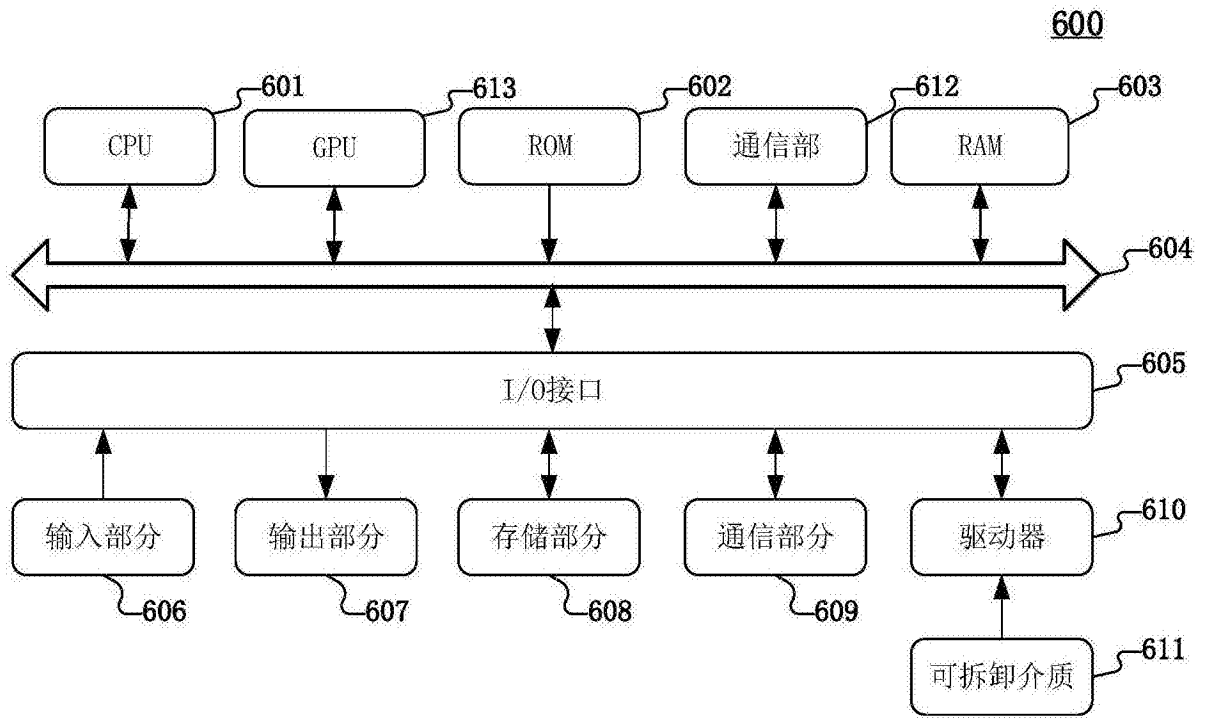 600
601
613
602
612
603
CPU
GPU
ROM
通信部
RAM
604
605
I/O接口
输入部分
输出部分
存储部分
通信部分
驱动器
610
606
607
608
609
611
可拆卸介质